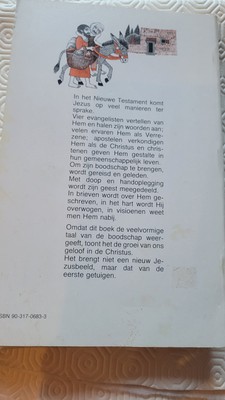 In het Nieuwe Testament komt
Jezus op veel manieren ter
sprake.
Vier evangelisten vertellen van
Hem en halen zijn woorden aan;
velen ervaren Hem als Verre-
zene; apostelen verkondigen
Hem als de Christus en chris-
tenen geven Hem gestalte in
hun gemeenschappelijk leven.
Om zijn boodschap te brengen,
wordt gereisd en geleden.
Met doop en handoplegging
wordt zijn geest meegedeeld.
In brieven wordt over Hem ge-
schreven, in het hart wordt Hij
overwogen, in visioenen weet
men Hem nabij.
Omdat dit boek de veelvormige
taal van de boodschap weer-
geeft, toont het de groei van ons
geloof in de Christus.
Het brengt niet een nieuw Je-
zusbeeld, maar dat van de
eerste getuigen.
ISBN 90-317-0683-3